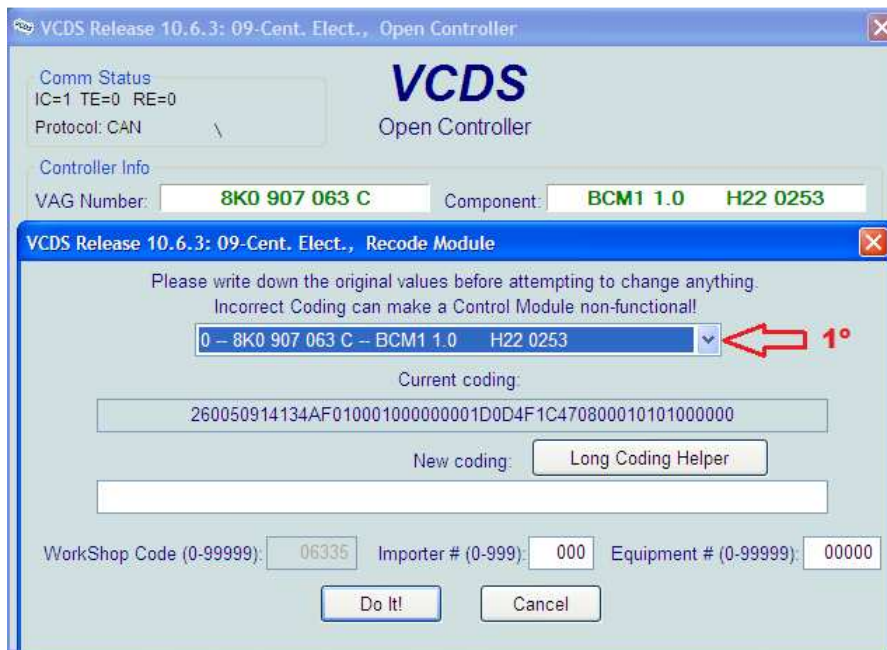 VCDS Release 10.6.3: 09-Cent. Elect., Open Controller
Comm Status
IC=1 TE=0 RE=0
Protocol: CAN \
VCDS
Open Controller
Controller Info
VAG Number: 8K0 907 063 C Component: BCM1 1.0 H22 0253
VCDS Release 10.6.3: 09-Cent. Elect., Recode Module
Please write down the original values before attempting to change anything.
Incorrect Coding can make a Control Module non-functional!
0 -- 8K0 907 063 C -- BCM1 1.0 H22 0253 1º
Current coding:
260050914134AF010001000000001D0D4F1C470800010101000000
New coding: Long Coding Helper
WorkShop Code (0-99999): 06335 Importer # (0-999): 000 Equipment # (0-99999): 00000
Do It! Cancel